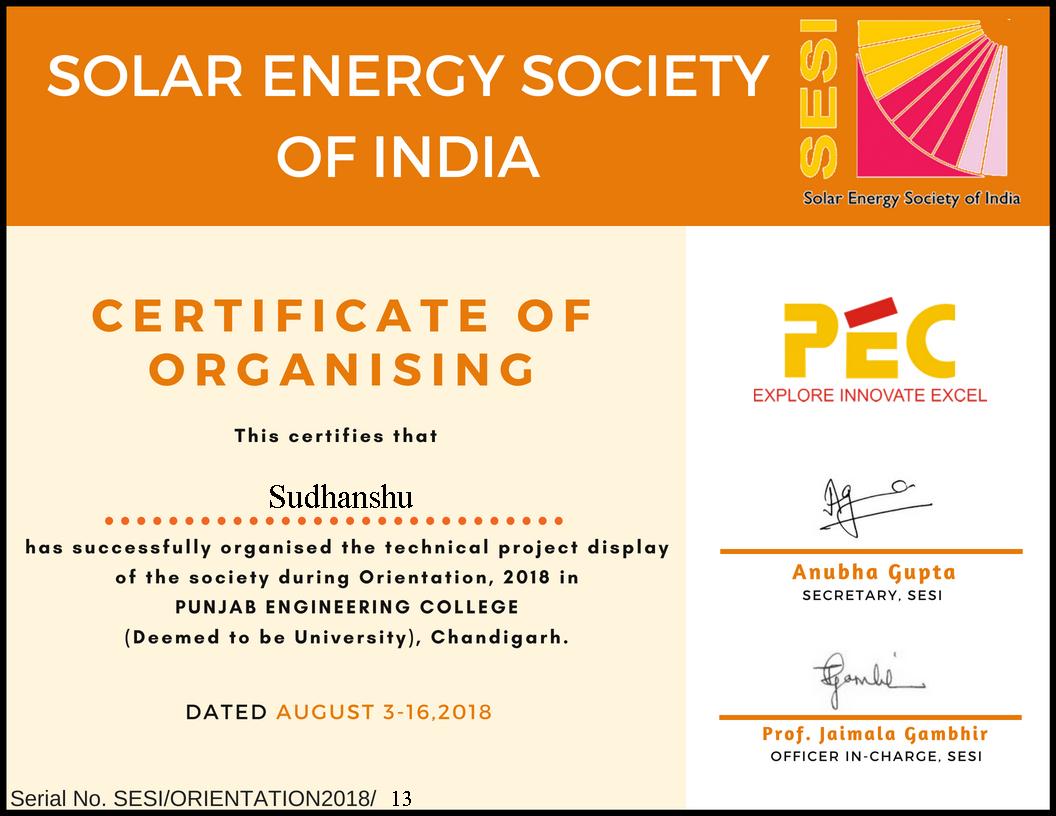 SOLAR ENERGY SOCIETY
OF INDIA
SESI
Solar Energy Society of India
CERTIFICATE OF
ORGANISING
This certifies that
Sudhanshu
has successfully organised the technical project display
of the society during Orientation, 2018 in
PUNJAB ENGINEERING COLLEGE
(Deemed to be University), Chandigarh.
DATED AUGUST 3-16,2018
Serial No. SESI/ORIENTATION2018/ 13
PEC
EXPLORE INNOVATE EXCEL
Anubha Gupta
SECRETARY, SESI
Prof. Jaimala Gambhir
OFFICER IN-CHARGE, SESI